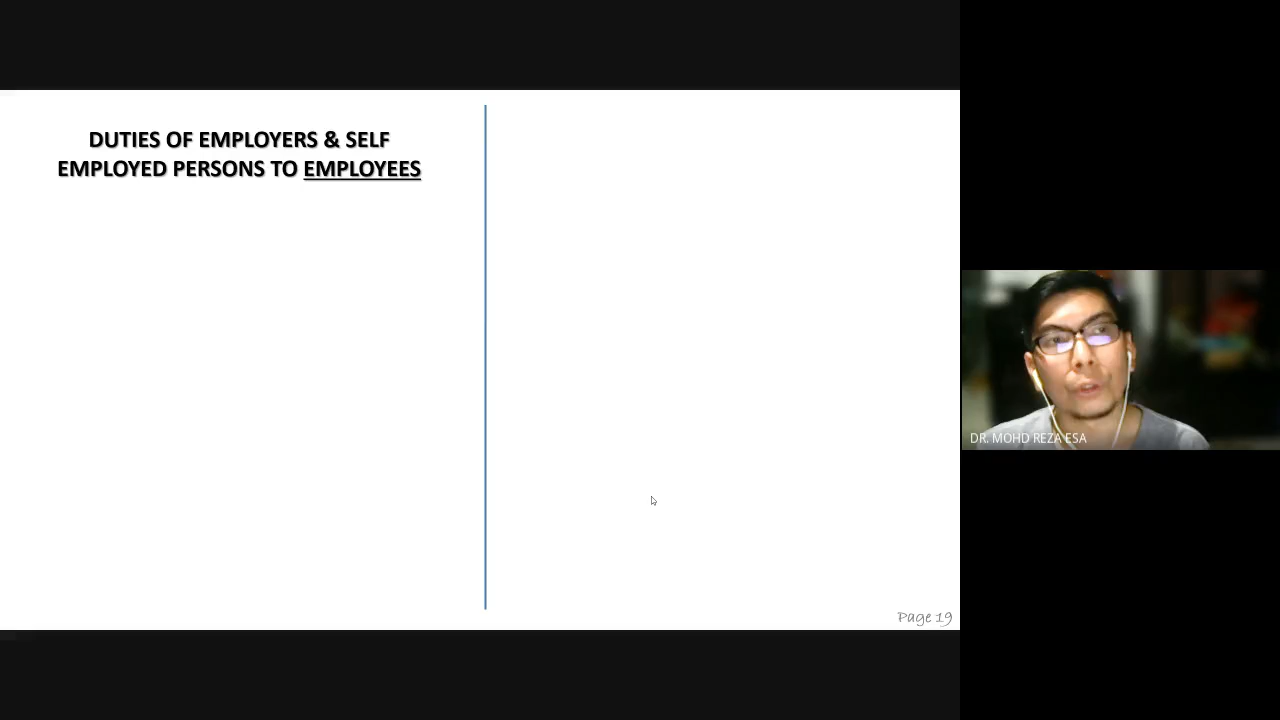 DUTIES OF EMPLOYERS & SELF
EMPLOYED PERSONS TO EMPLOYEES
DR. MOHD REZA ESA
Page 19